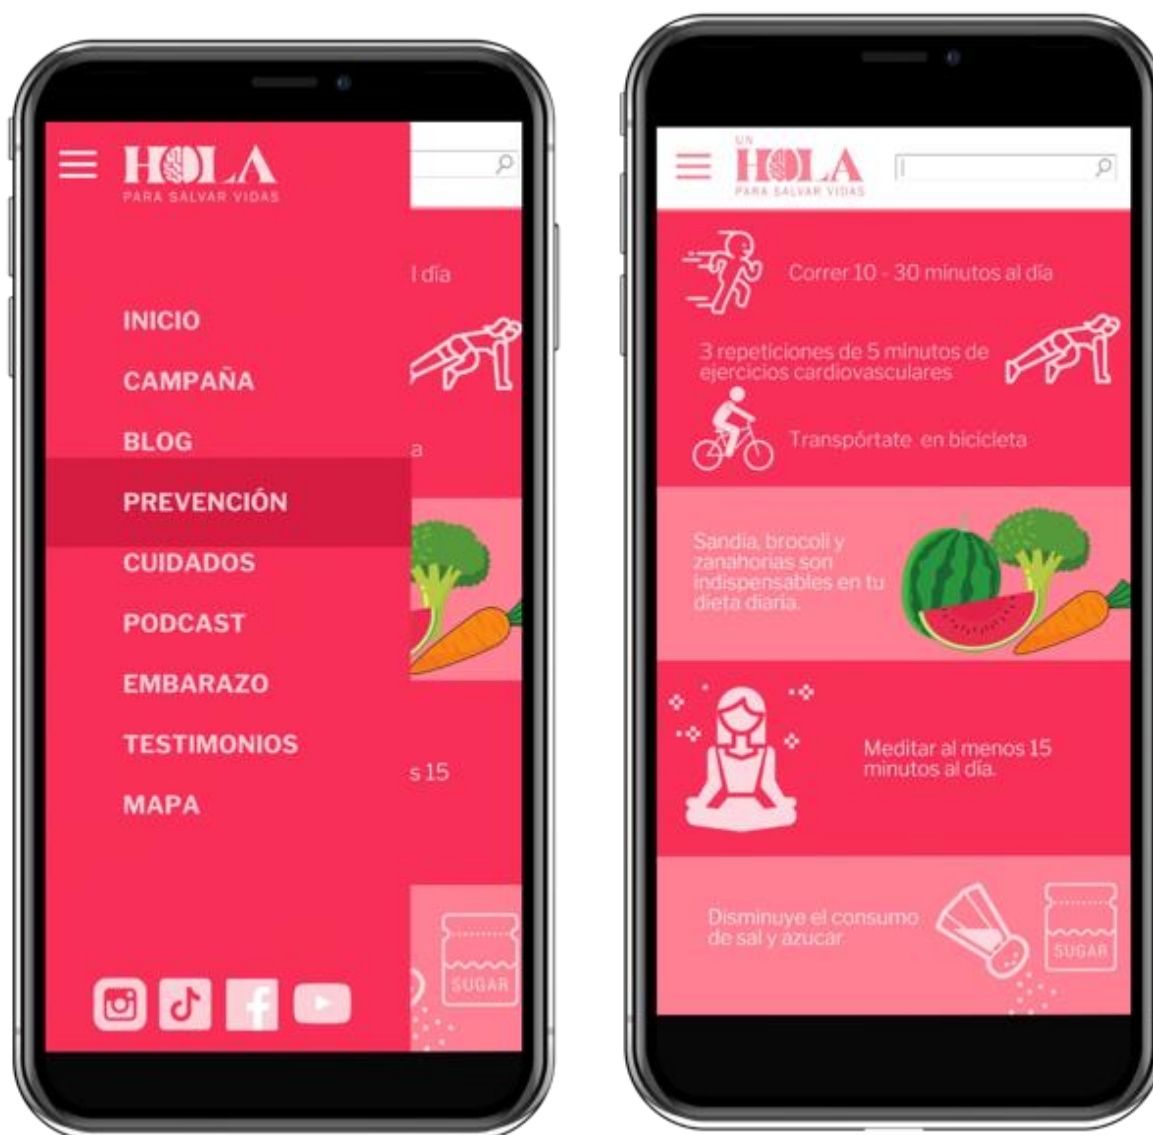 HOLA
PARA SALVAR VIDAS
l día
INICIO
CAMPAÑA
BLOG
a
PREVENCIÓN
CUIDADOS
PODCAST
EMBARAZO
TESTIMONIOS
s 15
MAPA
SUGAR
UN
HOLA
PARA SALVAR VIDAS
Correr 10 - 30 minutos al día
3 repeticiones de 5 minutos de
ejercicios cardiovasculares
Transpórtate en bicicleta
Sandía, brocoli y
zanahorias son
indispensables en tu
dieta diaria.
Meditar al menos 15
minutos al día.
Disminuye el consumo
de sal y azucar
SUGAR